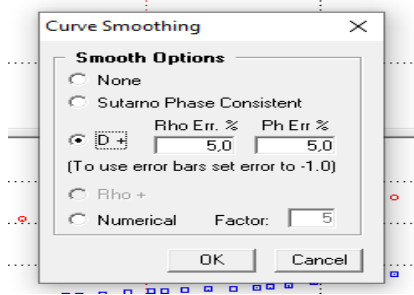 Curve Smoothing
Smooth Options
None
Sutarno Phase Consistent
Rho Err. % Ph Err %
D + 5,0 5,0
(To use error bars set error to -1.0)
Rho +
Numerical Factor: 5
OK Cancel